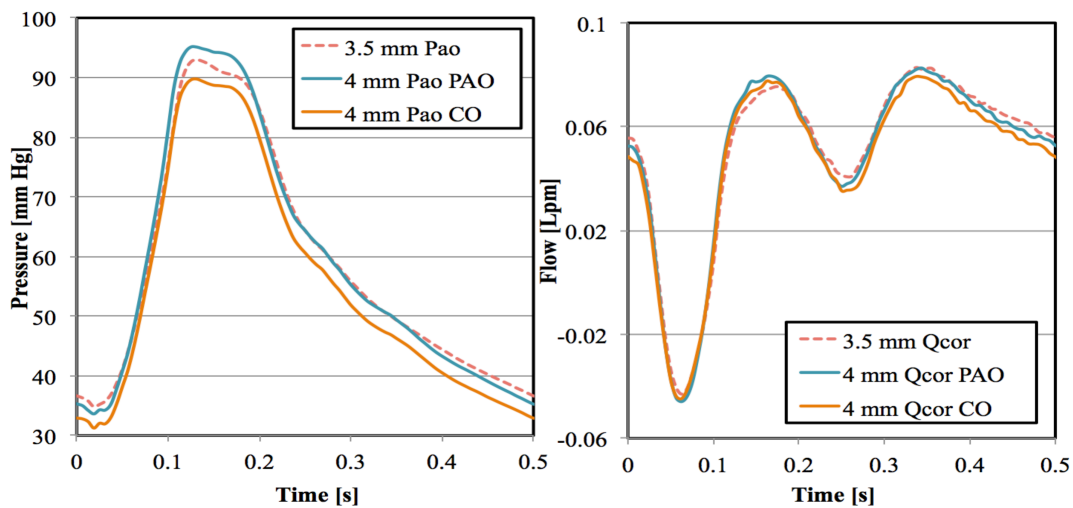 100
90
80
70
60
50
40
30
Pressure [mm Hg]
3.5 mm Pao
4 mm Pao PAO
4 mm Pao CO
0 0.1 0.2 0.3 0.4 0.5
Time [s]
0.1
0.06
0.02
-0.02
-0.06
Flow [Lpm]
3.5 mm Qcor
4 mm Qcor PAO
4 mm Qcor CO
0 0.1 0.2 0.3 0.4 0.5
Time [s]